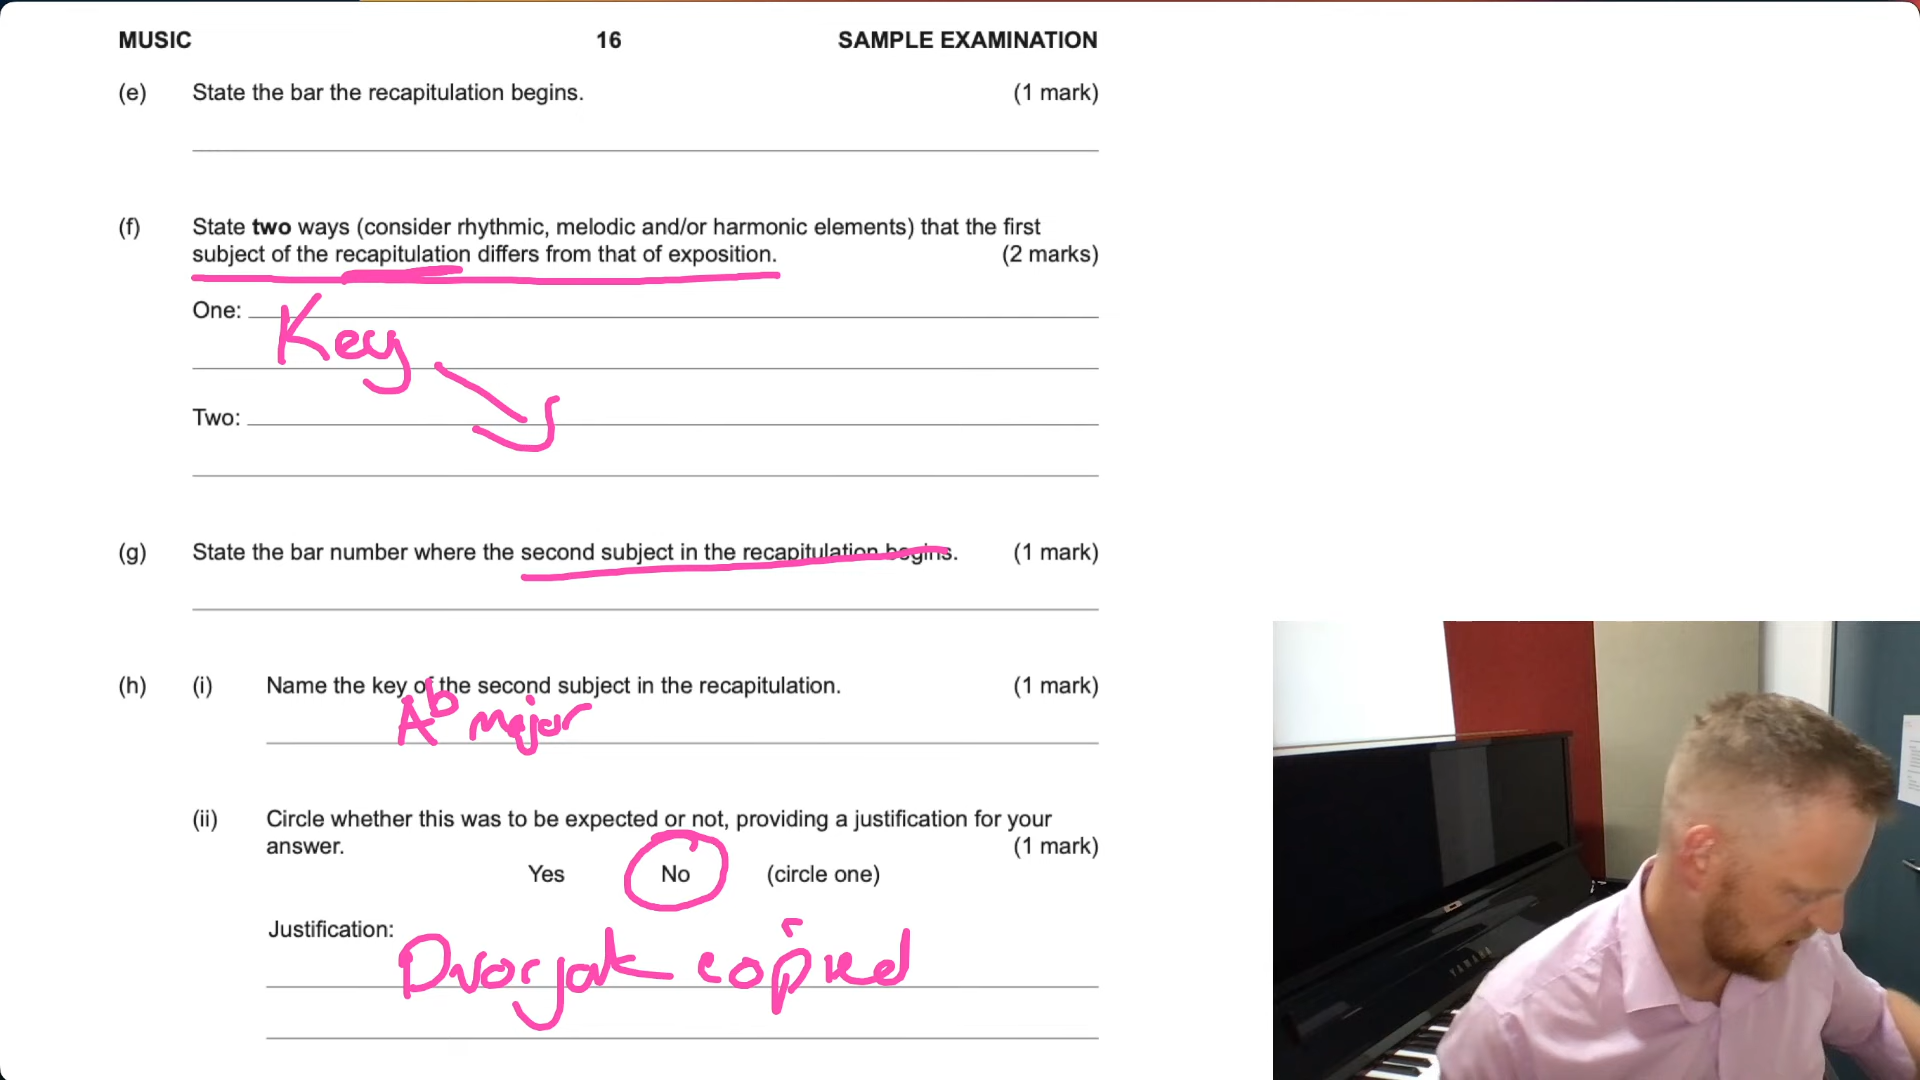 MUSIC 16 SAMPLE EXAMINATION
(e) State the bar the recapitulation begins. (1 mark)
(f) State two ways (consider rhythmic, melodic and/or harmonic elements) that the first
subject of the recapitulation differs from that of exposition. (2 marks)
One:
Key
Two:
(g) State the bar number where the second subject in the recapitulation begins. (1 mark)
(h) (i) Name the key of the second subject in the recapitulation. (1 mark)
Ab major
(ii) Circle whether this was to be expected or not, providing a justification for your
answer. (1 mark)
Yes No (circle one)
Justification:
Dvorjak copied
YAMAHA